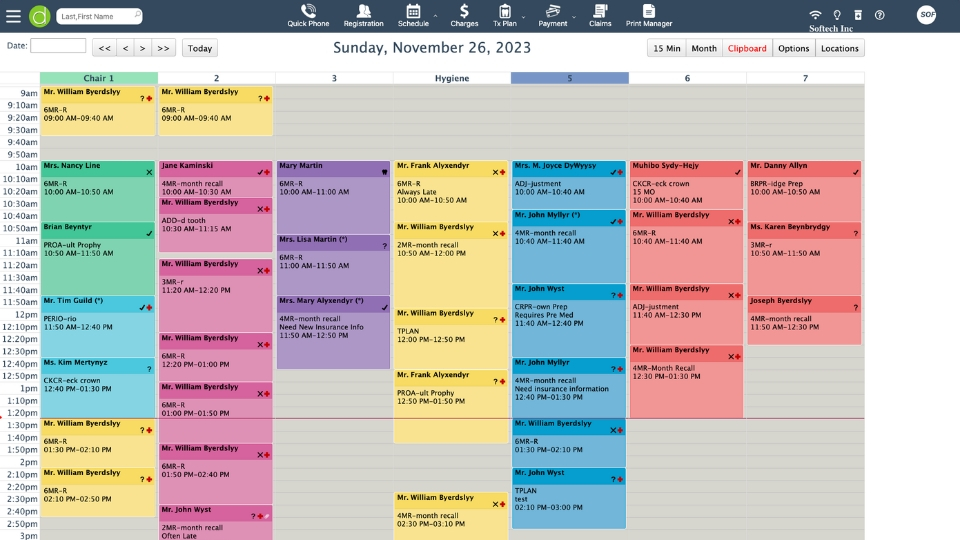 d
Last,First Name
Quick Phone
Registration
Schedule
Charges
Tx Plan
Payment
Claims
Print Manager
?
Softech Inc
SOF
Date:
<<
<
>
>>
Today
Sunday, November 26, 2023
15 Min
Month
Clipboard
Options
Locations
Chair 1
2
3
Hygiene
5
6
7
9am
9:10am
9:20am
9:30am
9:40am
9:50am
10am
10:10am
10:20am
10:30am
10:40am
10:50am
11am
11:10am
11:20am
11:30am
11:40am
11:50am
12pm
12:10pm
12:20pm
12:30pm
12:40pm
12:50pm
1pm
1:10pm
1:20pm
1:30pm
1:40pm
1:50pm
2pm
2:10pm
2:20pm
2:30pm
2:40pm
2:50pm
3pm
Mr. William Byerdslyy
?
6MR-R
09:00 AM-09:40 AM
Mrs. Nancy Line
6MR-R
10:00 AM-10:50 AM
Brian Beyntyr
PROA-ult Prophy
10:50 AM-11:50 AM
Mr. Tim Guild (*)
PERIO-rio
11:50 AM-12:40 PM
Ms. Kim Mertynyz
?
CKCR-eck crown
12:40 PM-01:30 PM
Mr. William Byerdslyy
?
6MR-R
01:30 PM-02:10 PM
Mr. William Byerdslyy
?
6MR-R
02:10 PM-02:50 PM
Mr. William Byerdslyy
?
6MR-R
09:00 AM-09:40 AM
Jane Kaminski
4MR-month recall
10:00 AM-10:30 AM
Mr. William Byerdslyy
ADD-d tooth
10:30 AM-11:15 AM
Mr. William Byerdslyy
3MR-r
11:20 AM-12:20 PM
Mr. William Byerdslyy
6MR-R
12:20 PM-01:00 PM
Mr. William Byerdslyy
6MR-R
01:00 PM-01:50 PM
Mr. William Byerdslyy
6MR-R
01:50 PM-02:40 PM
Mr. John Wyst
?
2MR-month recall
Often Late
Mary Martin
6MR-R
10:00 AM-11:00 AM
Mrs. Lisa Martin (*)
?
6MR-R
11:00 AM-11:50 AM
Mrs. Mary Alyxendyr (*)
4MR-month recall
Need New Insurance Info
11:50 AM-12:50 PM
Mr. Frank Alyxendyr
6MR-R
Always Late
10:00 AM-10:50 AM
Mr. William Byerdslyy
2MR-month recall
10:50 AM-12:00 PM
Mr. William Byerdslyy
?
TPLAN
12:00 PM-12:50 PM
Mr. Frank Alyxendyr
?
PROA-ult Prophy
12:50 PM-01:50 PM
Mr. William Byerdslyy
4MR-month recall
02:30 PM-03:10 PM
Mrs. M. Joyce DyWyysy
ADJ-justment
10:00 AM-10:40 AM
Mr. John Myllyr (*)
4MR-month recall
10:40 AM-11:40 AM
Mr. John Wyst
?
CRPR-own Prep
Requires Pre Med
11:40 AM-12:40 PM
Mr. John Myllyr
?
4MR-month recall
Need insurance information
12:40 PM-01:30 PM
Mr. William Byerdslyy
6MR-R
01:30 PM-02:10 PM
Mr. John Wyst
?
TPLAN
test
02:10 PM-03:00 PM
Muhibo Sydy-Hejy
CKCR-eck crown
15 MO
10:00 AM-10:40 AM
Mr. William Byerdslyy
6MR-R
10:40 AM-11:40 AM
Mr. William Byerdslyy
ADJ-justment
11:40 AM-12:30 PM
Mr. William Byerdslyy
4MR-Month Recall
12:30 PM-01:30 PM
Mr. Danny Allyn
BRPR-idge Prep
10:00 AM-10:50 AM
Ms. Karen Beynbrydgy
?
3MR-r
10:50 AM-11:50 AM
Joseph Byerdslyy
?
4MR-month recall
11:50 AM-12:30 PM